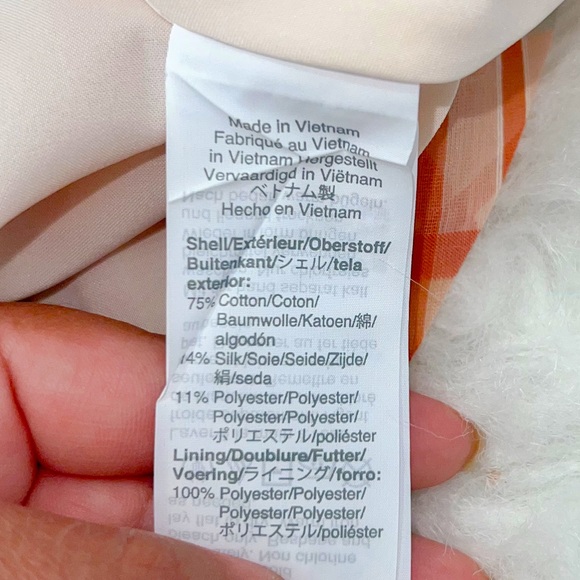 Made in Vietnam
Fabriqué au Vietnam
in Vietnam Hergestellt
Vervaardigd in Viëtnam
ベトナム製
Hecho en Vietnam
Shell/Extérieur/Oberstoff/
Buitenkant/シェル/tela
exterior:
75% Cotton/Coton/
Baumwolle/Katoen/綿/
algodón
14% Silk/Soie/Seide/Zijde/
絹/seda
11% Polyester/Polyester/
Polyester/Polyester/
ポリエステル/poliéster
Lining/Doublure/Futter/
Voering/ライニング/forro:
100% Polyester/Polyester/
Polyester/Polyester/
ポリエステル/poliéster